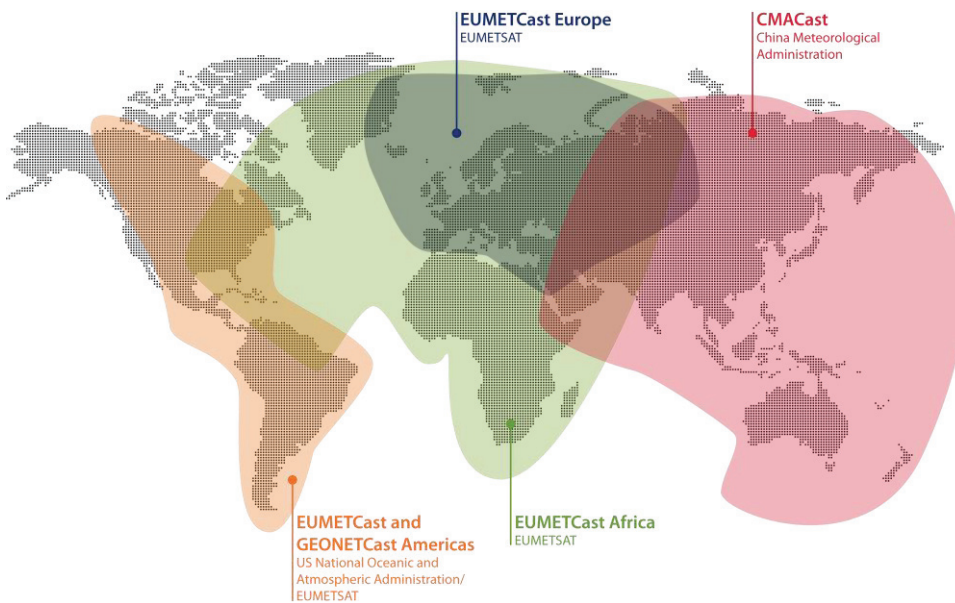 EUMETCast Europe
EUMETSAT
CMACast
China Meteorological
Administration
EUMETCast and
GEONETCast Americas
US National Oceanic and
Atmospheric Administration/
EUMETSAT
EUMETCast Africa
EUMETSAT